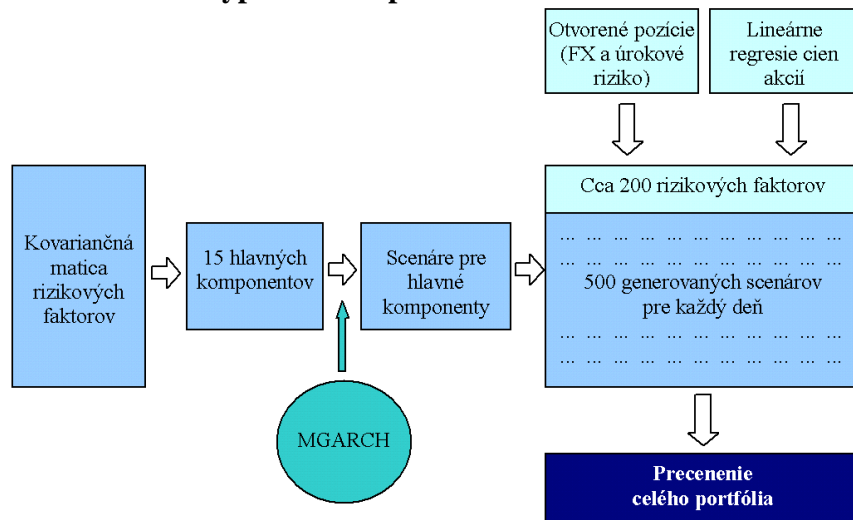 Otvorené pozície
(FX a úrokové
riziko)
Lineárne
regresie cien
akcií
Kovariančná
matica
rizikových
faktorov
15 hlavných
komponentov
Scenáre pre
hlavné
komponenty
Cca 200 rizikových faktorov
... ... ... ... ... ... ... ... ... ... ...
... ... ... ... ... ... ... ... ... ... ...
500 generovaných scenárov
pre každý deň
... ... ... ... ... ... ... ... ... ... ...
... ... ... ... ... ... ... ... ... ... ...
MGARCH
Precenenie
celého portfólia